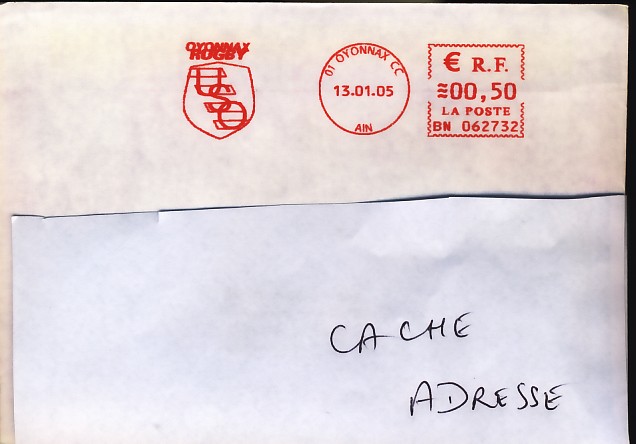 OYONNAX
RUGBY
USO
01 OYONNAX CC
13.01.05
AIN
€ R.F.
≈00,50
LA POSTE
BN 062732
CACHE
ADRESSE